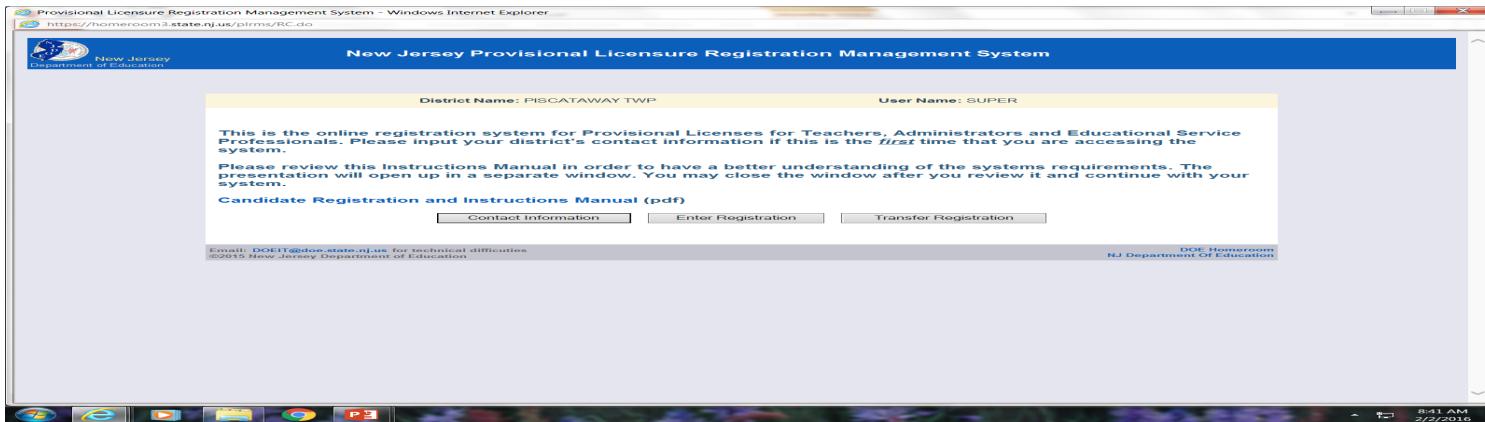 Provisional Licensure Registration Management System - Windows Internet Explorer
https://homeroom3.state.nj.us/plrms/RC.do
New Jersey
Department of Education
New Jersey Provisional Licensure Registration Management System
District Name: PISCATAWAY TWP User Name: SUPER
This is the online registration system for Provisional Licenses for Teachers, Administrators and Educational Service
Professionals. Please input your district's contact information if this is the first time that you are accessing the
system.
Please review this Instructions Manual in order to have a better understanding of the systems requirements. The
presentation will open up in a separate window. You may close the window after you review it and continue with your
system.
Candidate Registration and Instructions Manual (pdf)
Contact Information Enter Registration Transfer Registration
Email: DOEIT@doe.state.nj.us for technical difficuties DOE Homeroom
©2015 New Jersey Department of Education NJ Department Of Education
8:41 AM
2/2/2016